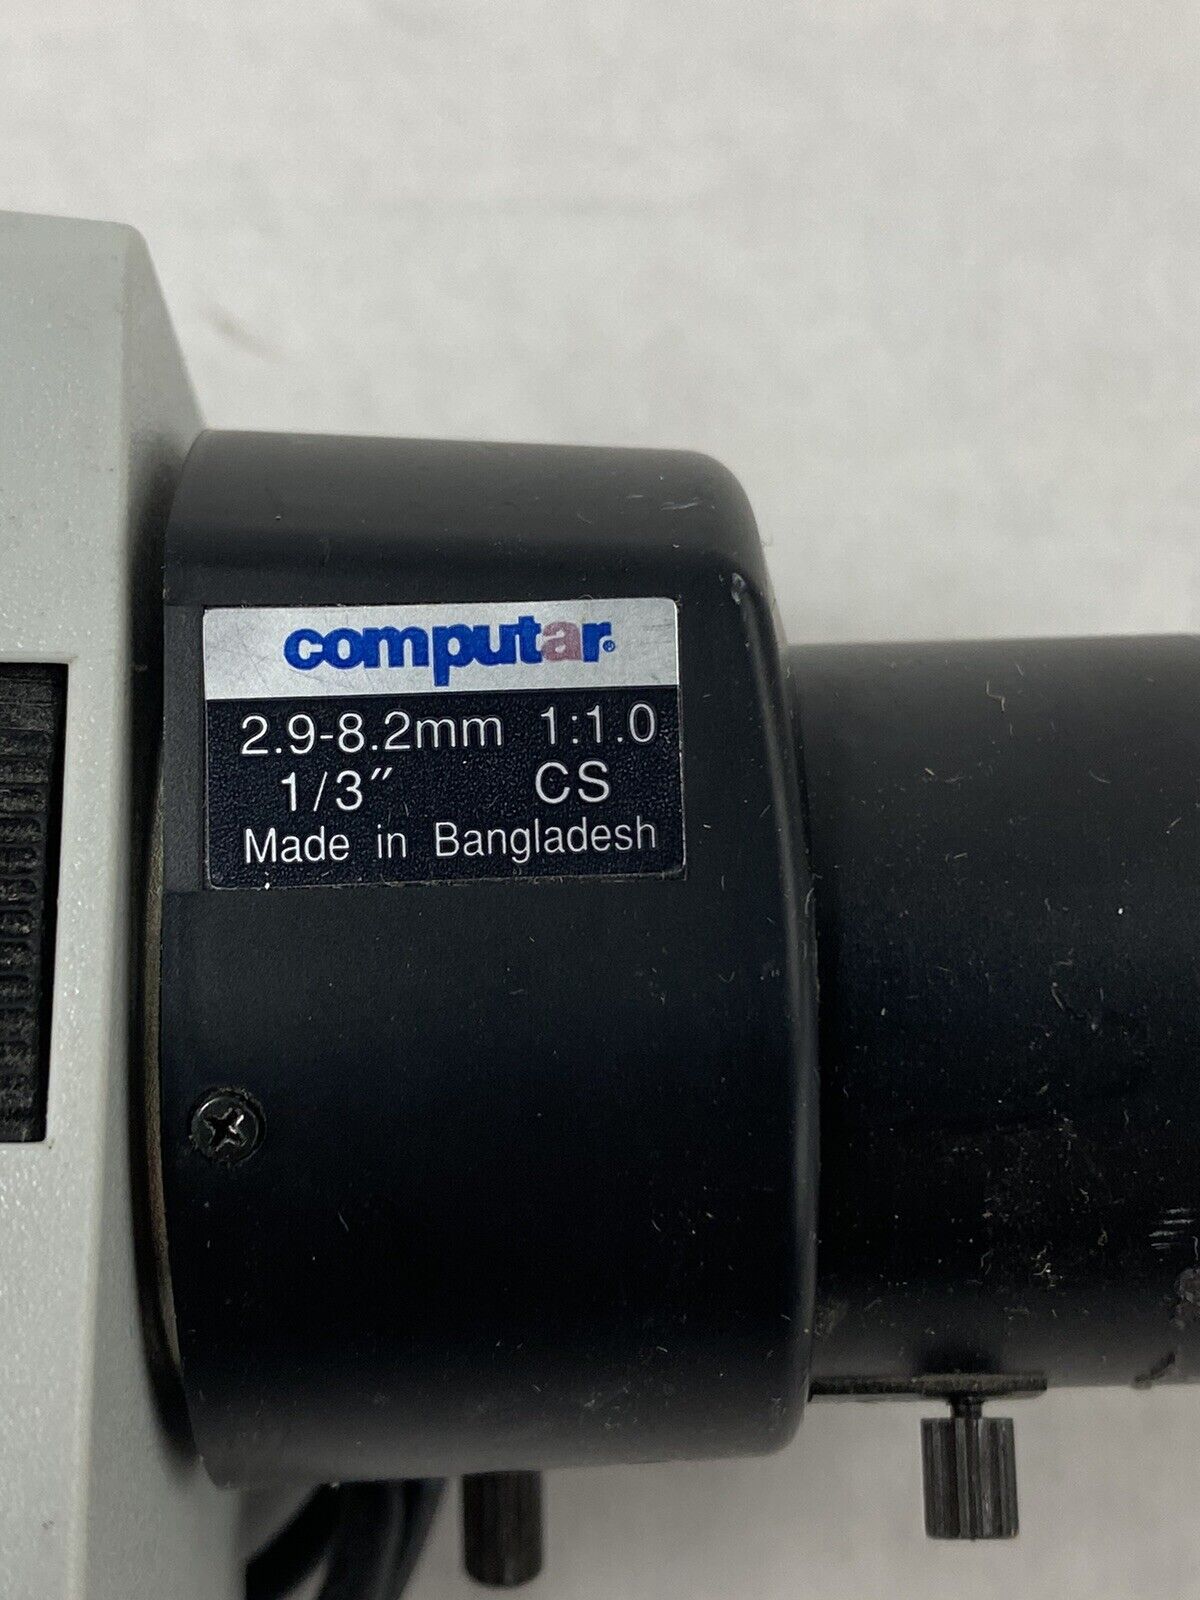 computar®
2.9-8.2mm 1:1.0
1/3″ CS
Made in Bangladesh